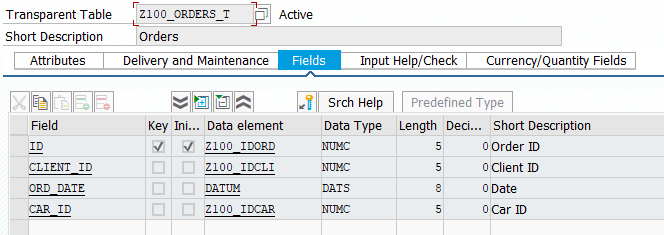 Transparent Table Z100_ORDERS_T Active
Short Description Orders
Attributes Delivery and Maintenance Fields Input Help/Check Currency/Quantity Fields
Srch Help Predefined Type
Field Key Ini... Data element Data Type Length Deci... Short Description
ID Z100_IDORD NUMC 5 0 Order ID
CLIENT_ID Z100_IDCLI NUMC 5 0 Client ID
ORD_DATE DATUM DATS 8 0 Date
CAR_ID Z100_IDCAR NUMC 5 0 Car ID